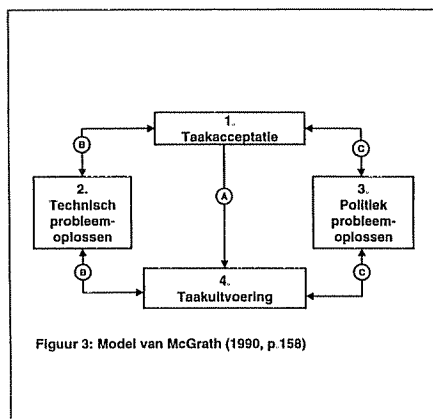 1.
Taakacceptatie
B
C
2.
Technisch
probleem-
oplossen
A
3.
Politiek
probleem-
oplossen
B
4.
Taakuitvoering
C
Figuur 3: Model van McGrath (1990, p.158)